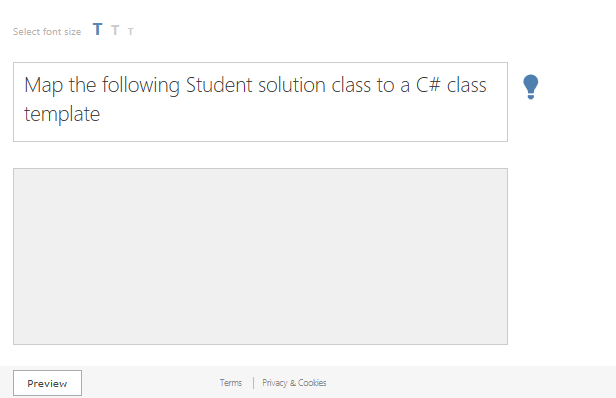 Select font size T T T
Map the following Student solution class to a C# class
template
Preview
Terms | Privacy & Cookies